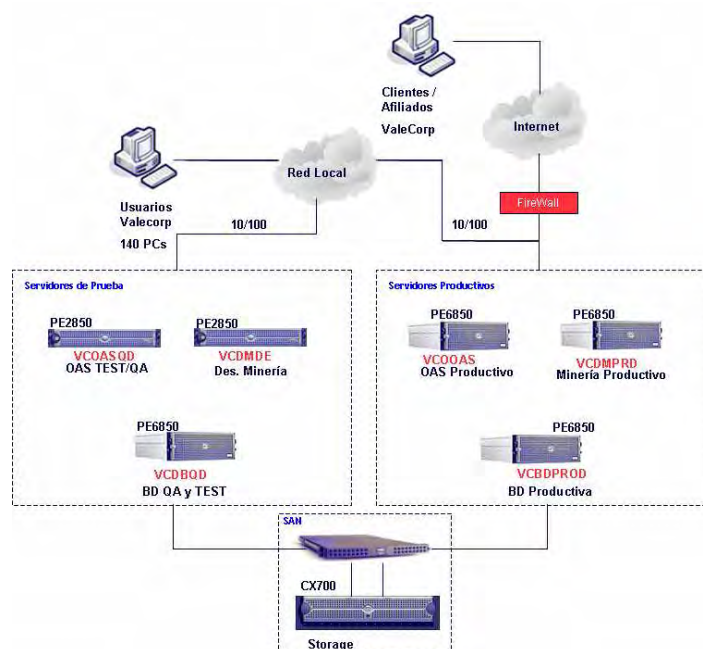 Clientes /
Afiliados
ValeCorp
Internet
Red Local
FireWall
Usuarios
Valecorp
140 PCs
10/100
10/100
Servidores de Prueba
PE2850
VCOASQD
OAS TEST/QA
PE2850
VCDMDE
Des. Minería
PE6850
VCDBQD
BD QA y TEST
Servidores Productivos
PE6850
VCOOAS
OAS Productivo
PE6850
VCDMPRD
Minería Productivo
PE6850
VCBDPROD
BD Productiva
SAN
CX700
Storage